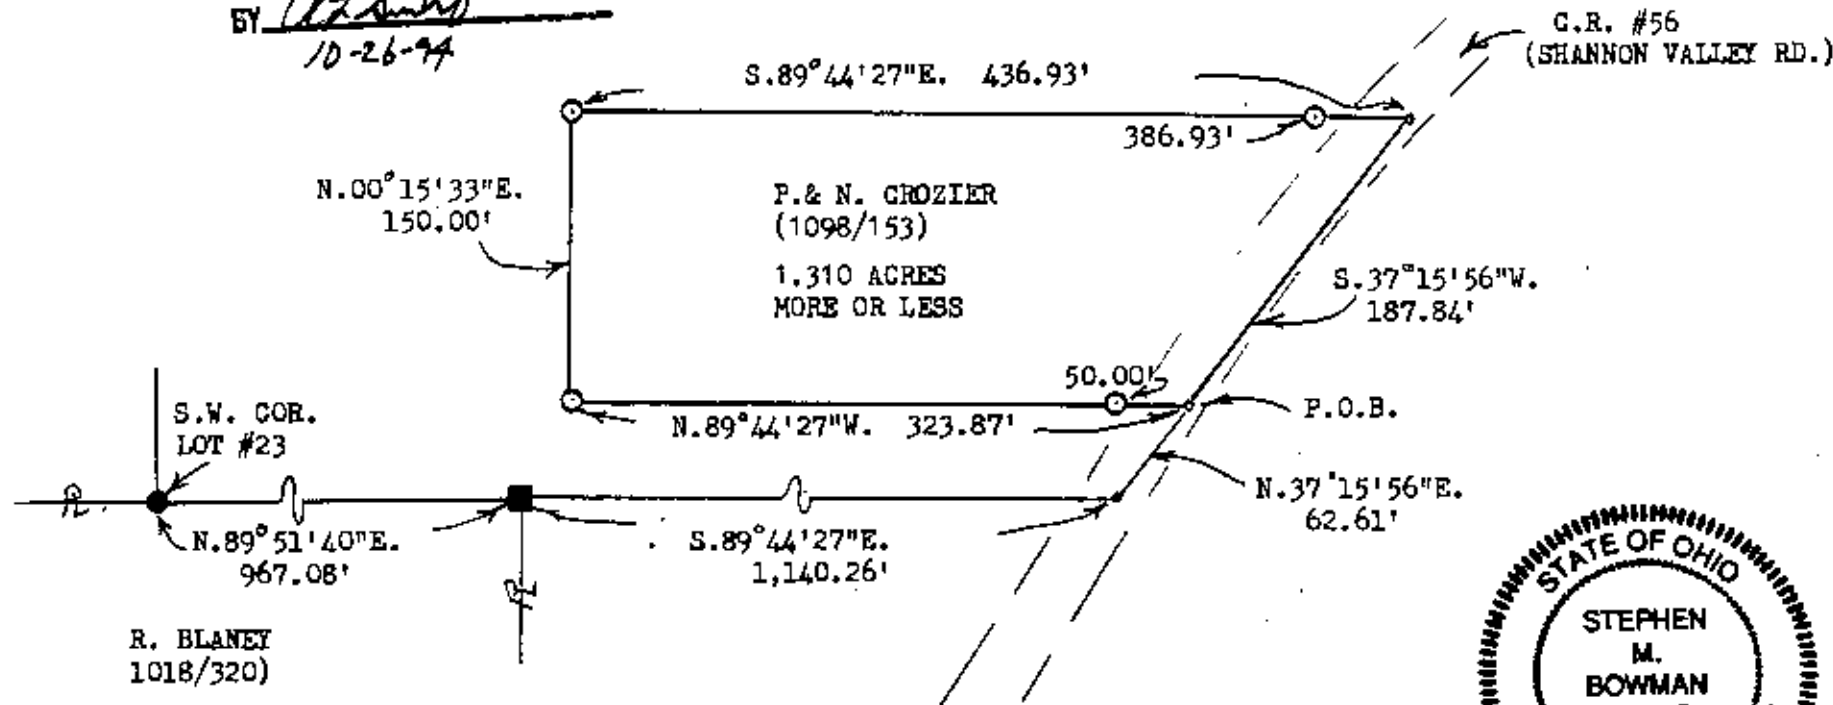 BY
10-26-94
C.R. #56
(SHANNON VALLEY RD.)
S.89°44'27"E. 436.93'
386.93'
N.00°15'33"E.
150.00'
P.& N. CROZIER
(1098/153)
1.310 ACRES
MORE OR LESS
S.37°15'56"W.
187.84'
50.00'
P.O.B.
N.89°44'27"W. 323.87'
S.W. COR.
LOT #23
N.37°15'56"E.
62.61'
N.89°51'40"E.
967.08'
S.89°44'27"E.
1,140.26'
R. BLANEY
1018/320)
STATE OF OHIO
STEPHEN
M.
BOWMAN